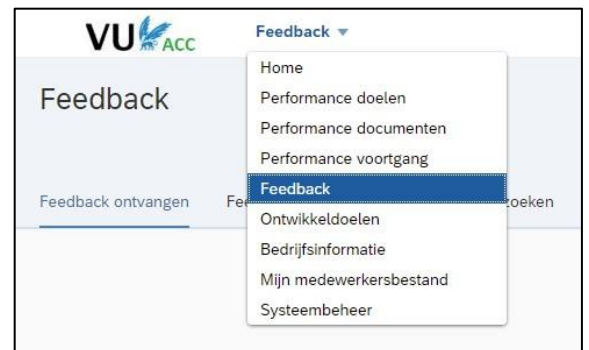 VU ACC
Feedback ▼
Feedback
Home
Performance doelen
Performance documenten
Performance voortgang
Feedback
Ontwikkeldoelen
Bedrijfsinformatie
Mijn medewerkersbestand
Systeembeheer
Feedback ontvangen